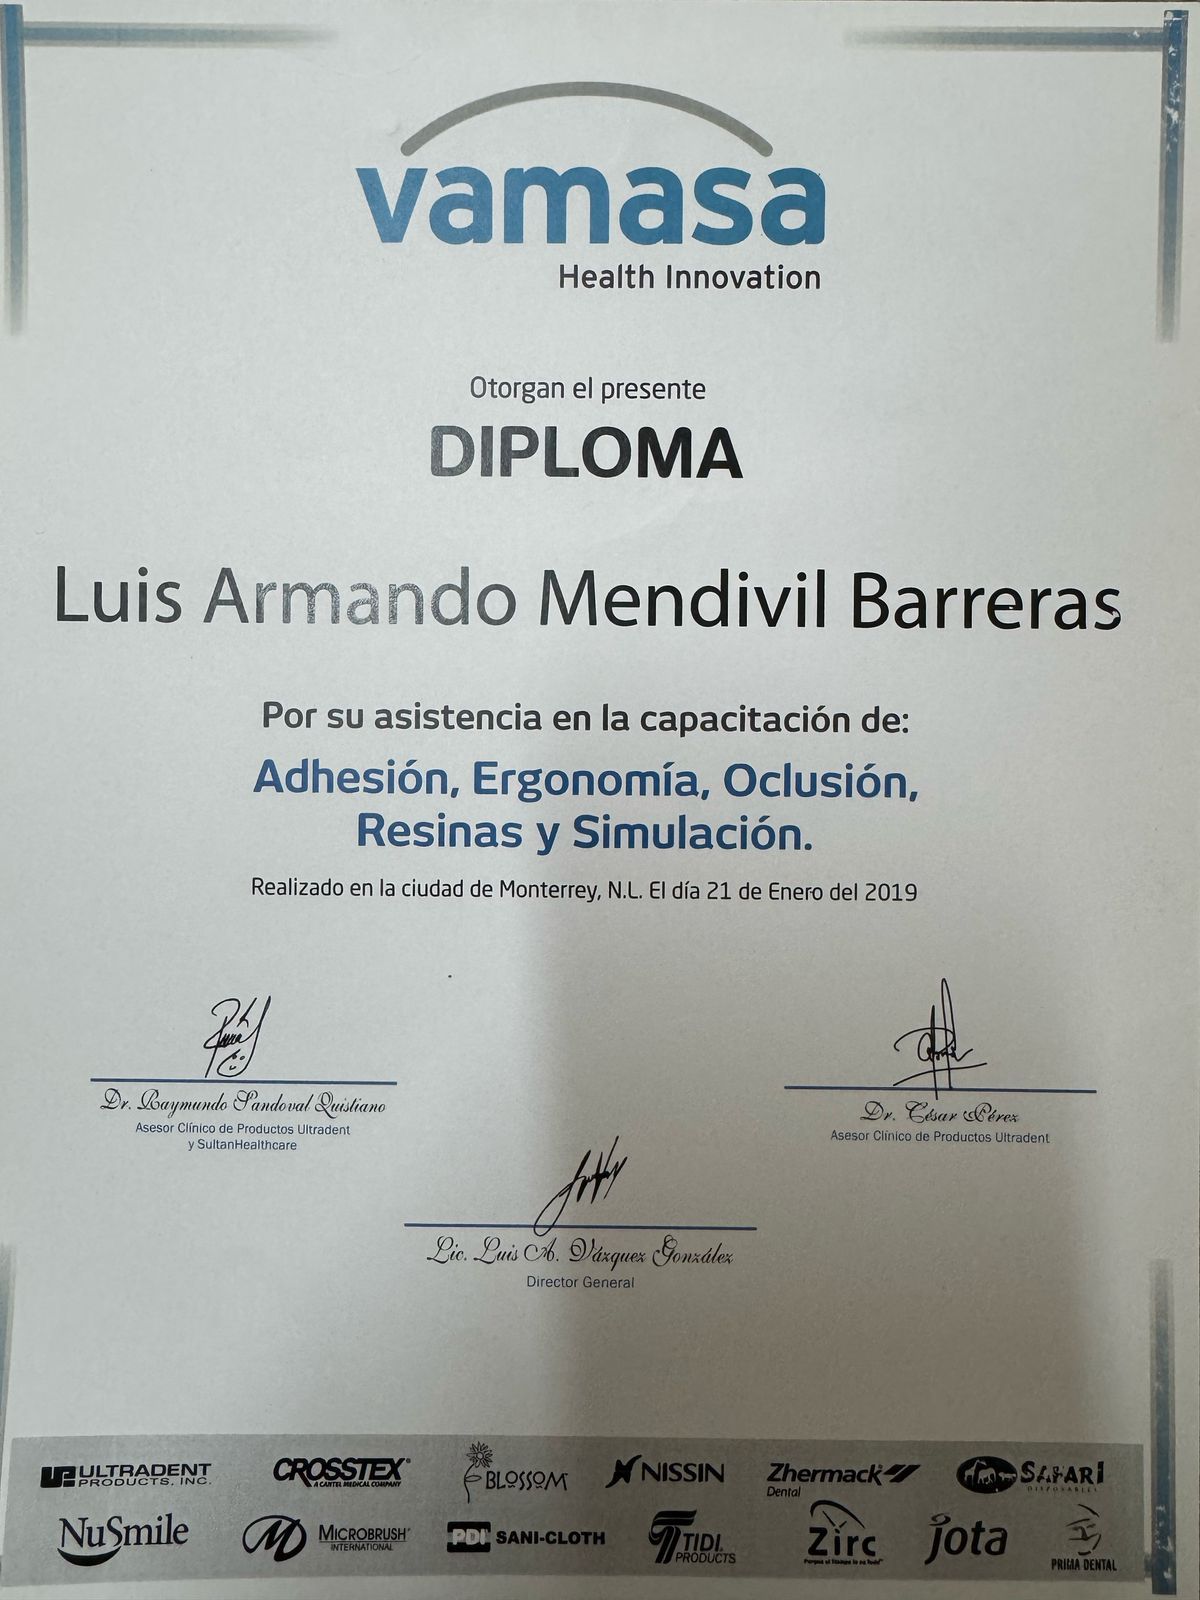 vamasa
Health Innovation
Otorgan el presente
DIPLOMA
Luis Armando Mendivil Barreras
Por su asistencia en la capacitación de:
Adhesión, Ergonomía, Oclusión,
Resinas y Simulación.
Realizado en la ciudad de Monterrey, N.L. El día 21 de Enero del 2019
Dr. Raymundo Sandoval Quistiano
Asesor Clínico de Productos Ultradent
y SultanHealthcare
Dr. César Pérez
Asesor Clínico de Productos Ultradent
Lic. Luis A. Vázquez González
Director General
ULTRADENT
PRODUCTS, INC.
CROSSTEX
A CANTEL MEDICAL COMPANY
BLOSSOM
NISSIN
Zhermack
Dental
SAFARI
DISPOSABLES
NuSmile
MICROBRUSH
INTERNATIONAL
PDI SANI-CLOTH
TIDI
PRODUCTS
Zirc
jota
PRIMA DENTAL